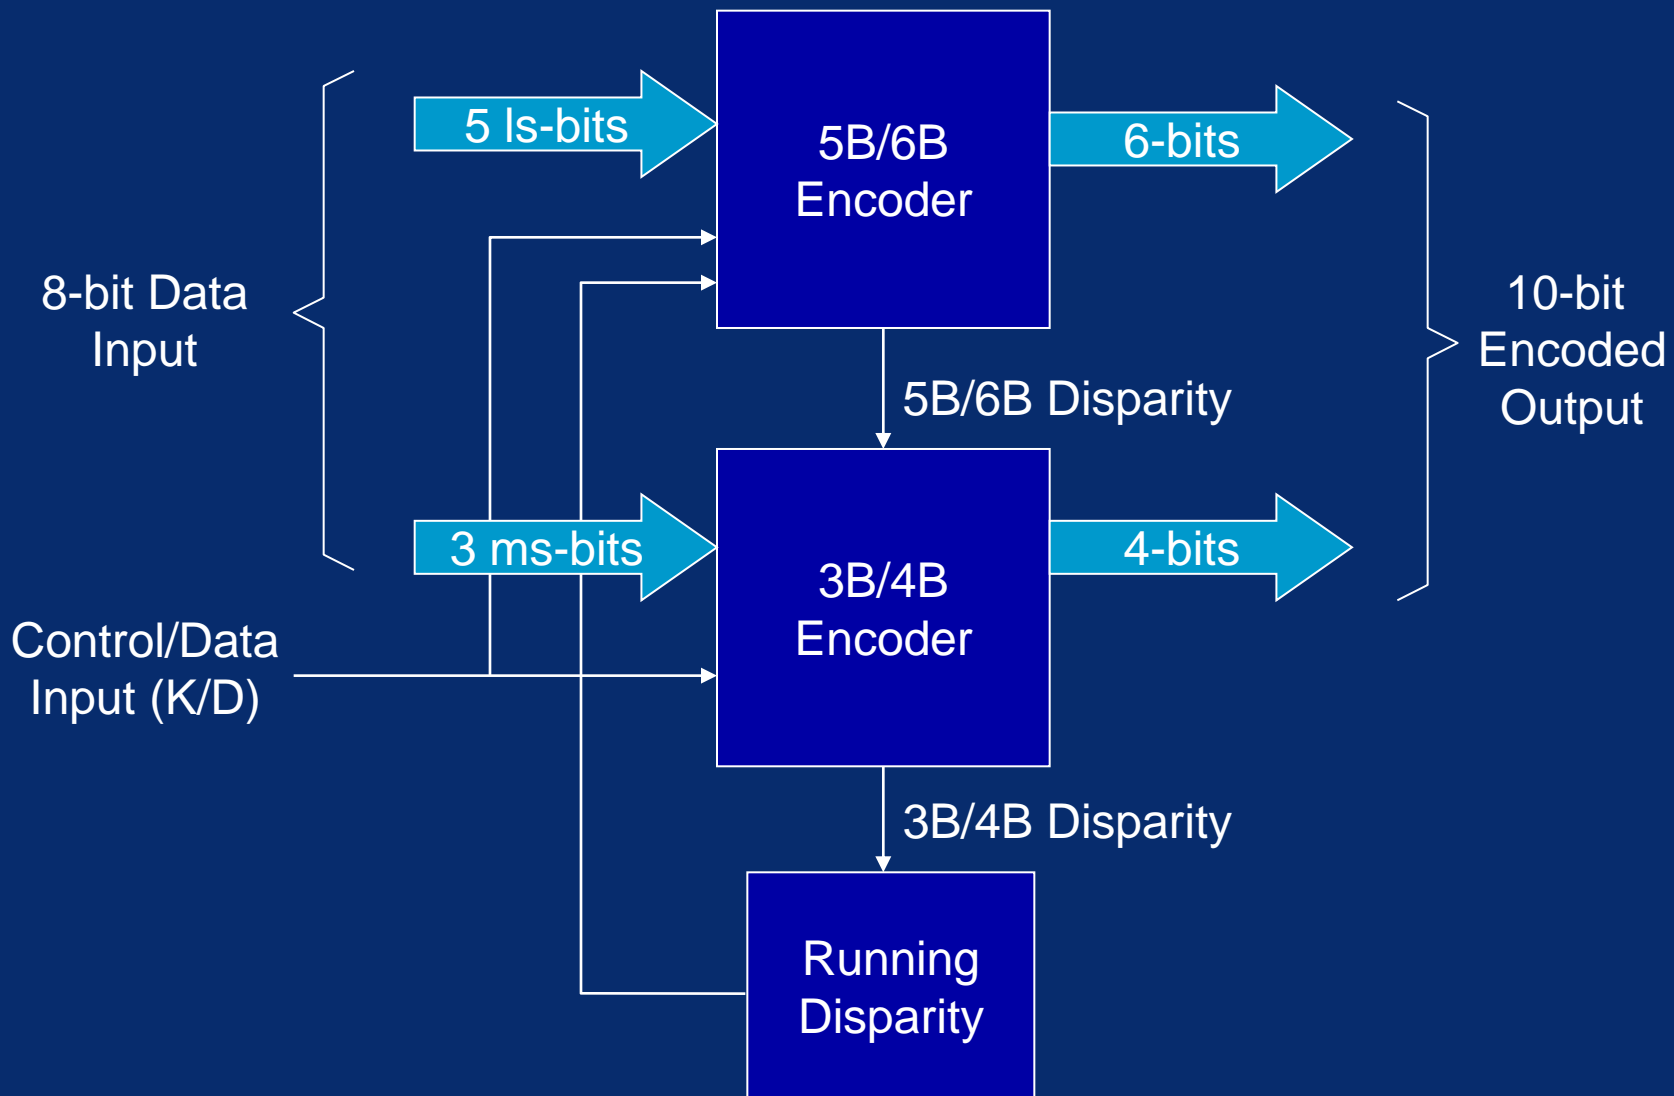 5 ls-bits
5B/6B
Encoder
6-bits
8-bit Data
Input
10-bit
Encoded
Output
5B/6B Disparity
3 ms-bits
3B/4B
Encoder
4-bits
Control/Data
Input (K/D)
3B/4B Disparity
Running
Disparity